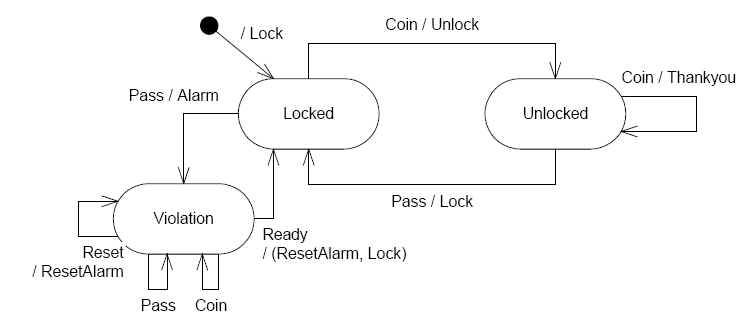 / Lock
Coin / Unlock
Coin / Thankyou
Pass / Alarm
Locked
Unlocked
Pass / Lock
Violation
Ready
/ (ResetAlarm, Lock)
Reset
/ ResetAlarm
Pass
Coin